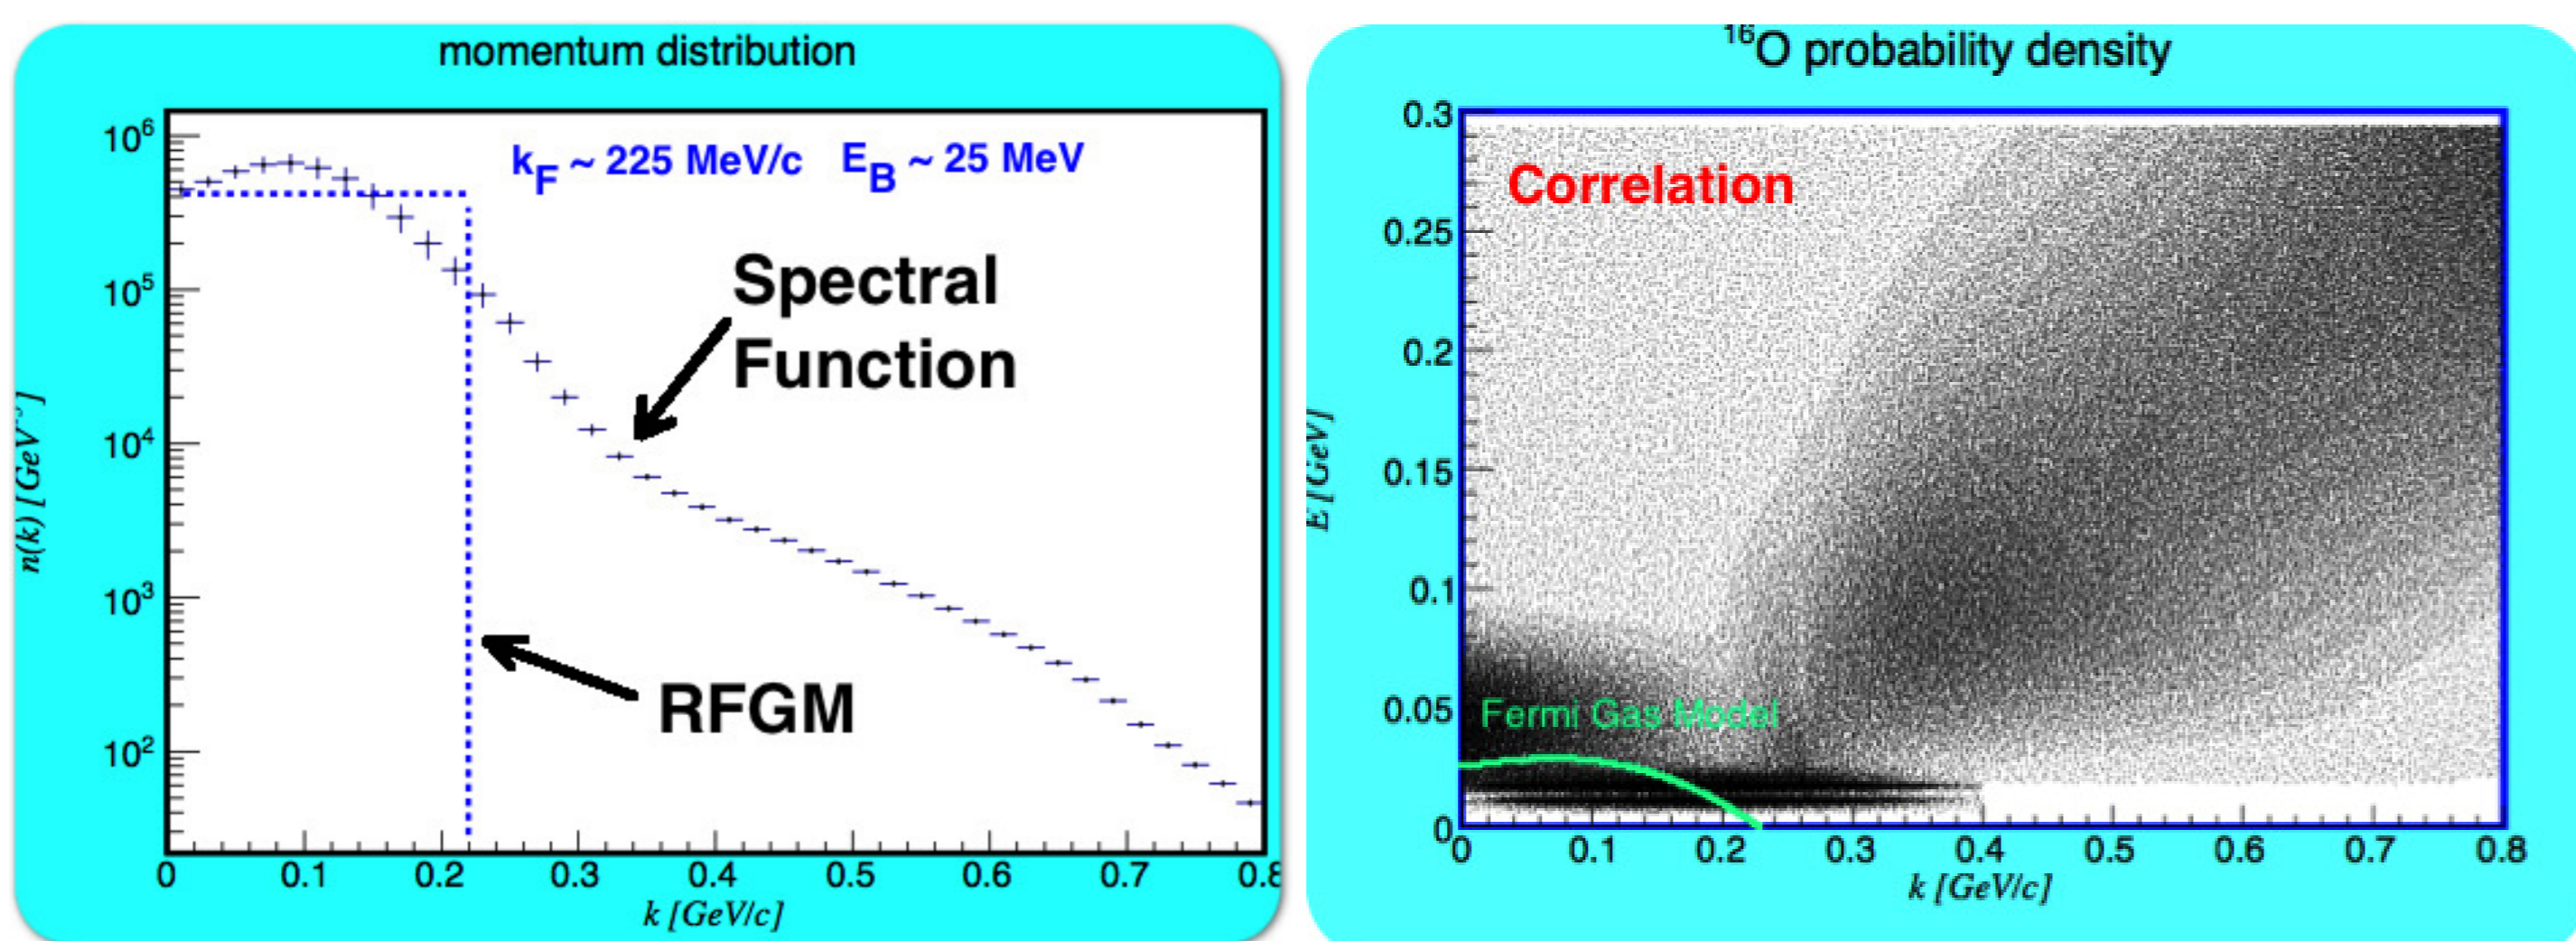 momentum distribution
10^6
10^5
10^4
10^3
10^2
n(k) [GeV^-3]
k_F ~ 225 MeV/c E_B ~ 25 MeV
Spectral
Function
RFGM
0 0.1 0.2 0.3 0.4 0.5 0.6 0.7 0.8
k [GeV/c]
^16O probability density
0.3
0.25
0.2
0.15
0.1
0.05
0
E [GeV]
Correlation
Fermi Gas Model
0 0.1 0.2 0.3 0.4 0.5 0.6 0.7 0.8
k [GeV/c]